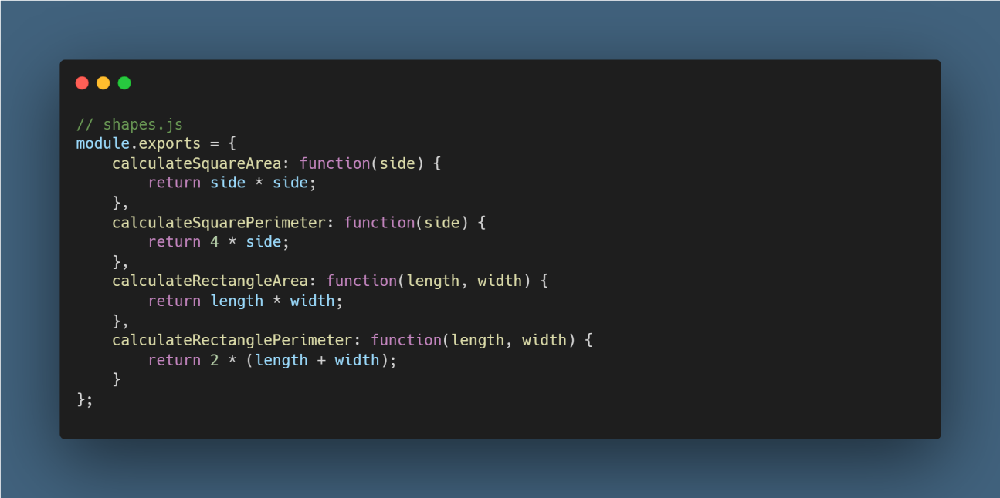 // shapes.js
module.exports = {
    calculateSquareArea: function(side) {
        return side * side;
    },
    calculateSquarePerimeter: function(side) {
        return 4 * side;
    },
    calculateRectangleArea: function(length, width) {
        return length * width;
    },
    calculateRectanglePerimeter: function(length, width) {
        return 2 * (length + width);
    }
};